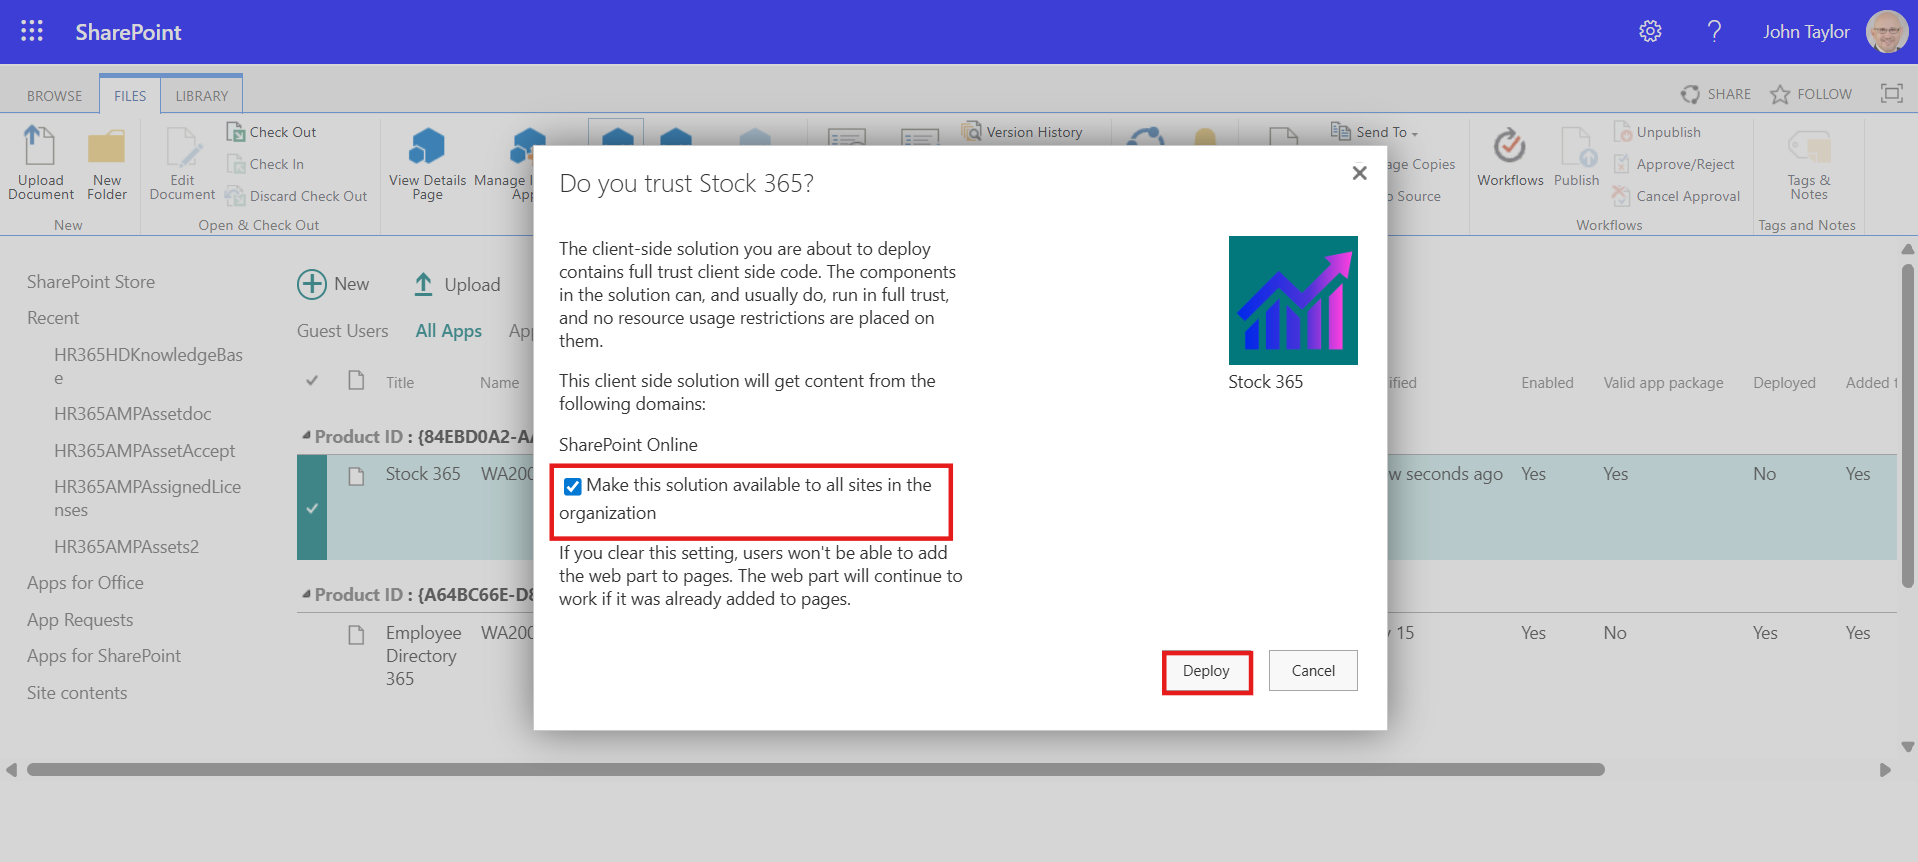 SharePoint
John Taylor
BROWSE
FILES
LIBRARY
SHARE
FOLLOW
Upload
Document
New
Folder
New
Edit
Document
Check Out
Check In
Discard Check Out
Open & Check Out
View Details
Page
Manage
App
Version History
Send To
age Copies
o Source
Workflows
Publish
Unpublish
Approve/Reject
Cancel Approval
Workflows
Tags &
Notes
Tags and Notes
SharePoint Store
Recent
HR365HDKnowledgeBas
e
HR365AMPAssetdoc
HR365AMPAssetAccept
HR365AMPAssignedLice
nses
HR365AMPAssets2
Apps for Office
App Requests
Apps for SharePoint
Site contents
New
Upload
Guest Users
All Apps
App
Title
Name
ified
Enabled
Valid app package
Deployed
Added t
Product ID : {84EBD0A2-A
Stock 365
WA200
w seconds ago
Yes
Yes
No
Yes
Product ID : {A64BC66E-D8
Employee
Directory
365
WA200
15
Yes
No
Yes
Yes
Do you trust Stock 365?
The client-side solution you are about to deploy
contains full trust client side code. The components
in the solution can, and usually do, run in full trust,
and no resource usage restrictions are placed on
them.
This client side solution will get content from the
following domains:
SharePoint Online
Make this solution available to all sites in the
organization
If you clear this setting, users won't be able to add
the web part to pages. The web part will continue to
work if it was already added to pages.
Stock 365
Deploy
Cancel